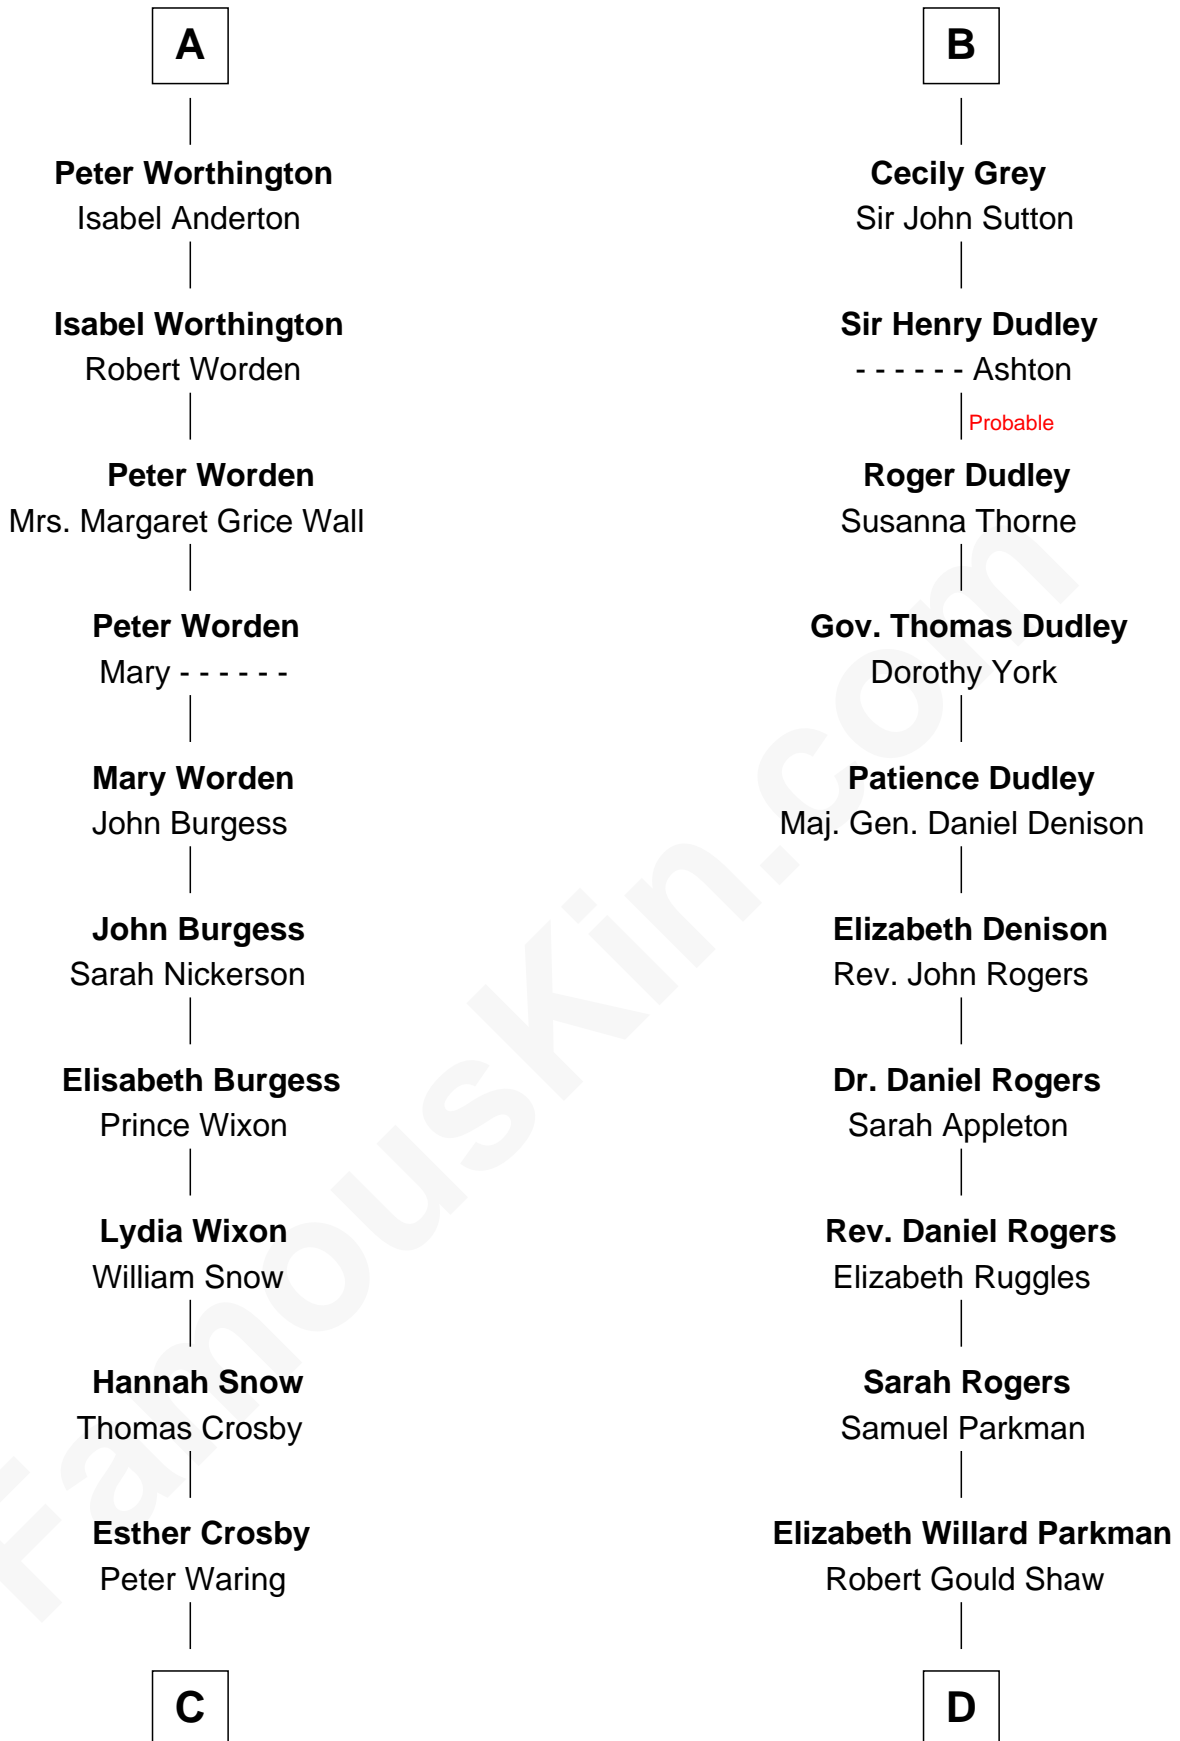 A
Peter Worthington
Isabel Anderton
Isabel Worthington
Robert Worden
Peter Worden
Mrs. Margaret Grice Wall
Peter Worden
Mary - - - - - -
Mary Worden
John Burgess
John Burgess
Sarah Nickerson
Elisabeth Burgess
Prince Wixon
Lydia Wixon
William Snow
Hannah Snow
Thomas Crosby
Esther Crosby
Peter Waring
C
B
Cecily Grey
Sir John Sutton
Sir Henry Dudley
- - - - - - Ashton
Probable
Roger Dudley
Susanna Thorne
Gov. Thomas Dudley
Dorothy York
Patience Dudley
Maj. Gen. Daniel Denison
Elizabeth Denison
Rev. John Rogers
Dr. Daniel Rogers
Sarah Appleton
Rev. Daniel Rogers
Elizabeth Ruggles
Sarah Rogers
Samuel Parkman
Elizabeth Willard Parkman
Robert Gould Shaw
D
FamousKin.com